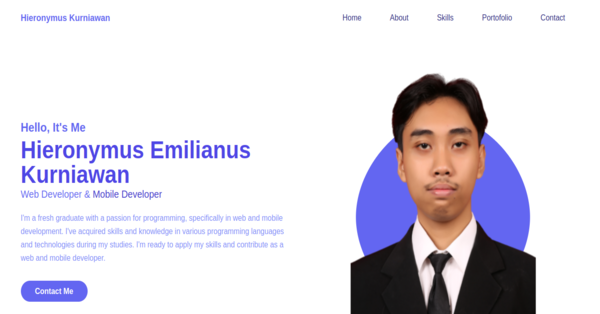 Hieronymus Kurniawan
Home About Skills Portofolio Contact
Hello, It's Me
Hieronymus Emilianus
Kurniawan
Web Developer & Mobile Developer
I'm a fresh graduate with a passion for programming, specifically in web and mobile
development. I've acquired skills and knowledge in various programming languages
and technologies during my studies. I'm ready to apply my skills and contribute as a
web and mobile developer.
Contact Me